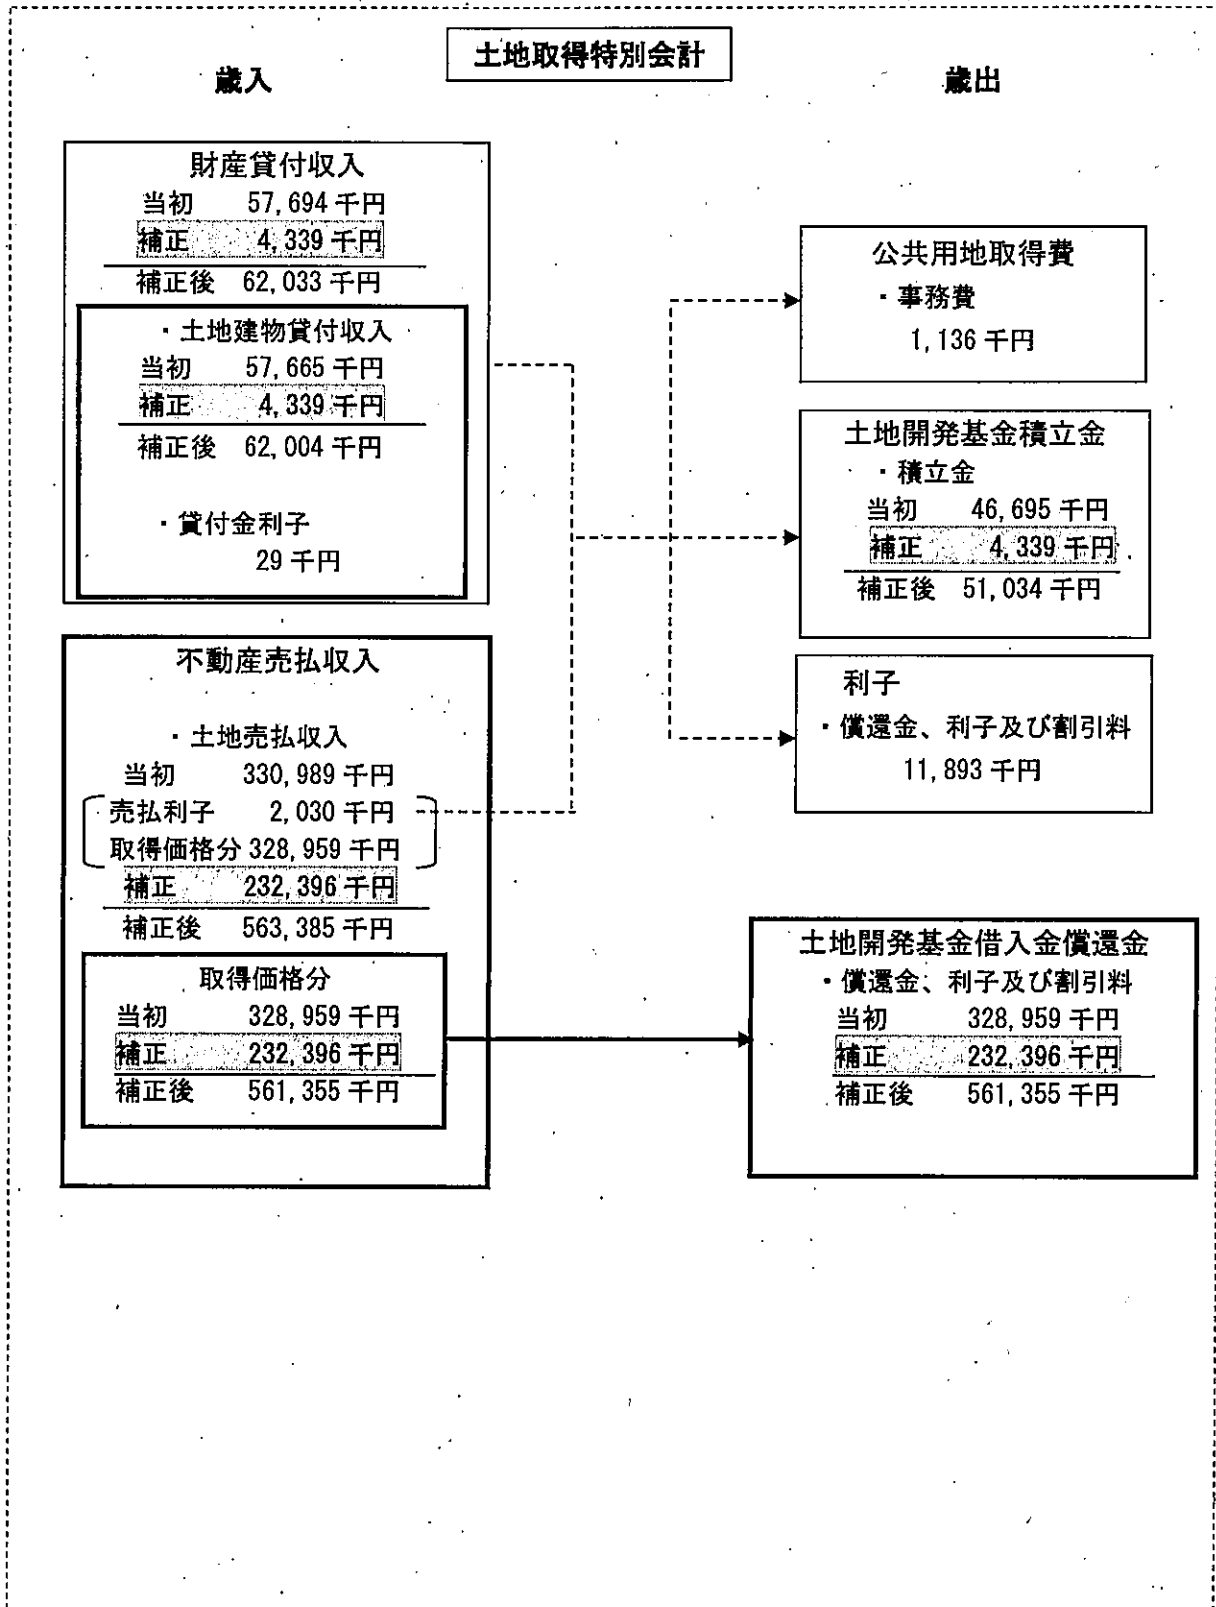 土地取得特別会計
歳入
財産貸付収入
当初 57,694 千円
補正 4,339 千円
補正後 62,033 千円
・土地建物貸付収入
当初 57,665 千円
補正 4,339 千円
補正後 62,004 千円
・貸付金利子
29 千円
不動産売払収入
・土地売払収入
当初 330,989 千円
売払利子 2,030 千円
取得価格分 328,959 千円
補正 232,396 千円
補正後 563,385 千円
取得価格分
当初 328,959 千円
補正 232,396 千円
補正後 561,355 千円
歳出
公共用地取得費
・事務費
1,136 千円
土地開発基金積立金
・積立金
当初 46,695 千円
補正 4,339 千円
補正後 51,034 千円
利子
・償還金、利子及び割引料
11,893 千円
土地開発基金借入金償還金
・償還金、利子及び割引料
当初 328,959 千円
補正 232,396 千円
補正後 561,355 千円